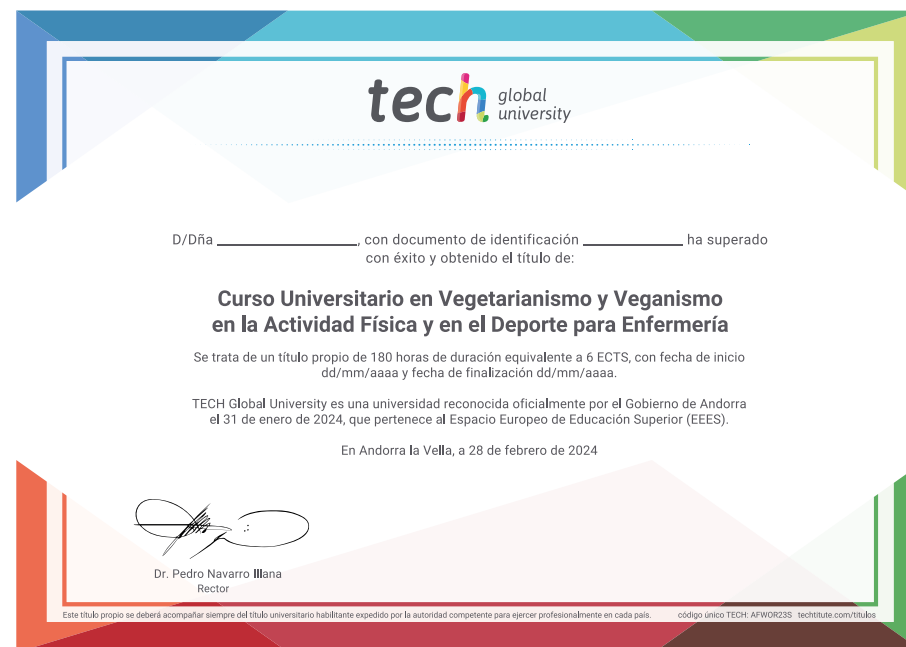 tech global
university
D/Dña ____________________, con documento de identificación ______________ ha superado
con éxito y obtenido el título de:
Curso Universitario en Vegetarianismo y Veganismo
en la Actividad Física y en el Deporte para Enfermería
Se trata de un título propio de 180 horas de duración equivalente a 6 ECTS, con fecha de inicio
dd/mm/aaaa y fecha de finalización dd/mm/aaaa.
TECH Global University es una universidad reconocida oficialmente por el Gobierno de Andorra
el 31 de enero de 2024, que pertenece al Espacio Europeo de Educación Superior (EEES).
En Andorra la Vella, a 28 de febrero de 2024
Dr. Pedro Navarro Illana
Rector
Este título propio se deberá acompañar siempre del título universitario habilitante expedido por la autoridad competente para ejercer profesionalmente en cada país. código único TECH: AFWOR23S techtitute.com/titulos